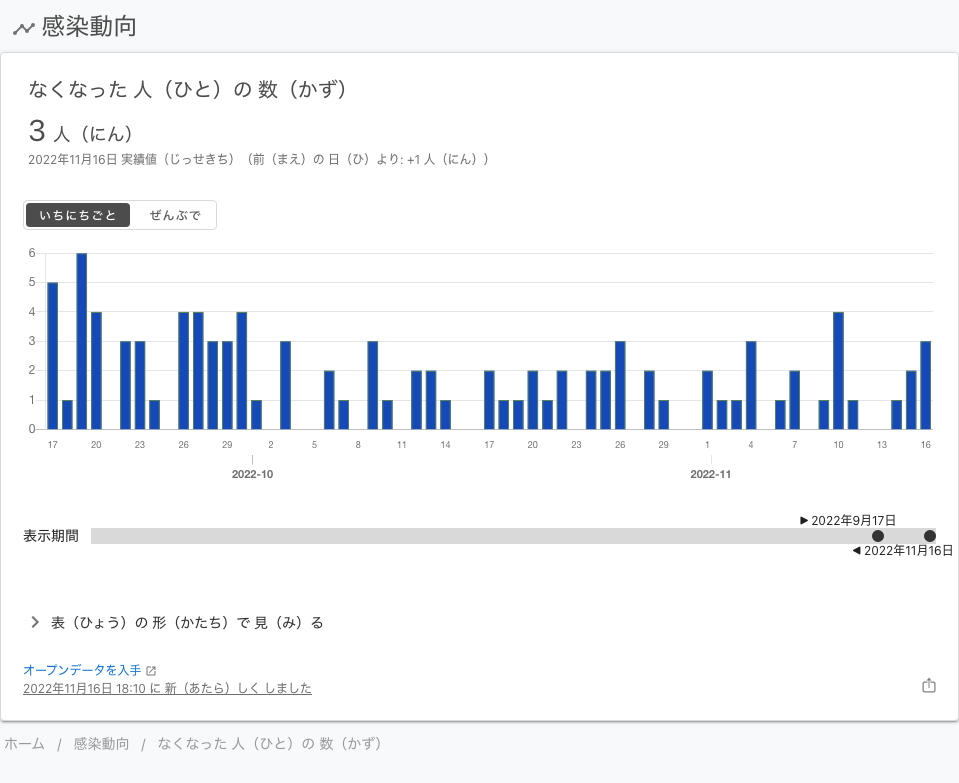 感染動向
なくなった 人（ひと）の 数（かず）
3 人（にん）
2022年11月16日 実績値（じっせきち）（前（まえ）の 日（ひ）より: +1 人（にん））
いちにちごと ぜんぶで
6
5
4
3
2
1
0
17 20 23 26 29 2 5 8 11 14 17 20 23 26 29 1 4 7 10 13 16
2022-10 2022-11
2022年9月17日
表示期間
2022年11月16日
表（ひょう）の 形（かたち）で 見（み）る
オープンデータを入手
2022年11月16日 18:10 に 新（あたら）しく しました
ホーム / 感染動向 / なくなった 人（ひと）の 数（かず）